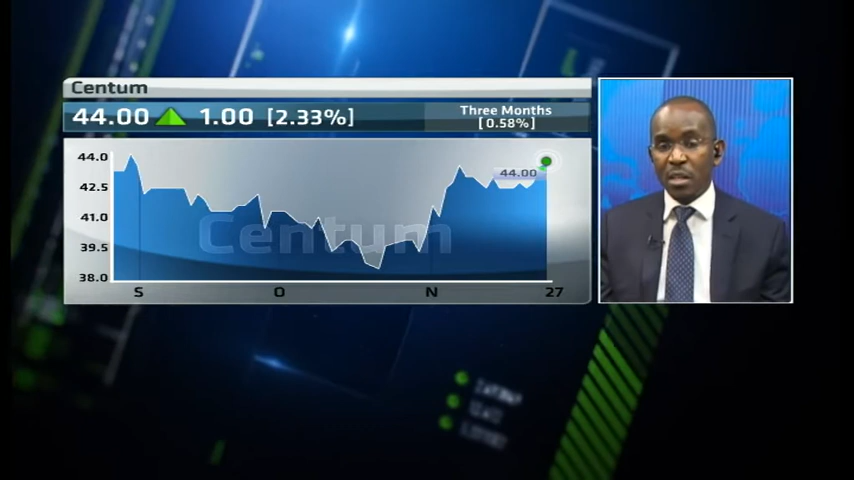 Centum
44.00 1.00 [2.33%]
Three Months
[0.58%]
44.0
42.5
41.0
39.5
38.0
44.00
Centum
S O N 27